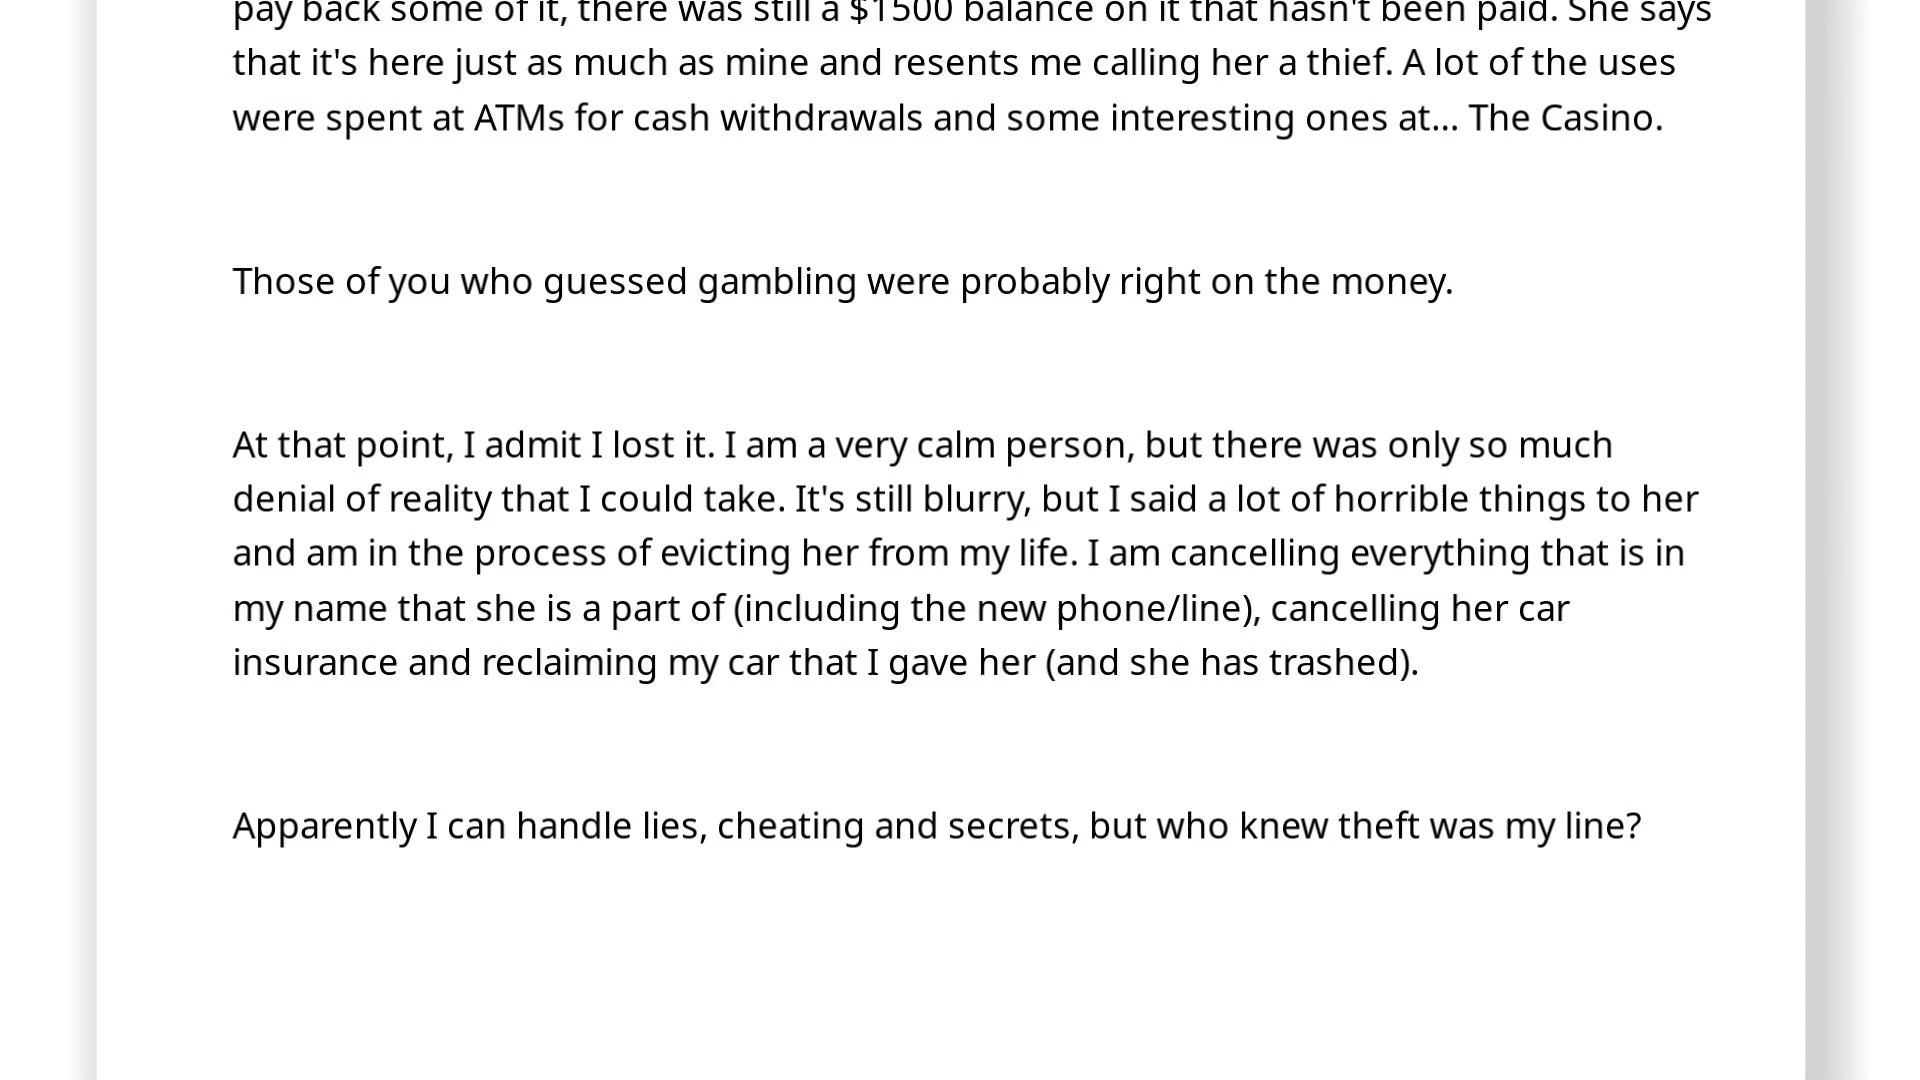 pay back some of it, there was still a $1500 balance on it that hasn't been paid. She says
that it's here just as much as mine and resents me calling her a thief. A lot of the uses
were spent at ATMs for cash withdrawals and some interesting ones at... The Casino.
Those of you who guessed gambling were probably right on the money.
At that point, I admit I lost it. I am a very calm person, but there was only so much
denial of reality that I could take. It's still blurry, but I said a lot of horrible things to her
and am in the process of evicting her from my life. I am cancelling everything that is in
my name that she is a part of (including the new phone/line), cancelling her car
insurance and reclaiming my car that I gave her (and she has trashed).
Apparently I can handle lies, cheating and secrets, but who knew theft was my line?